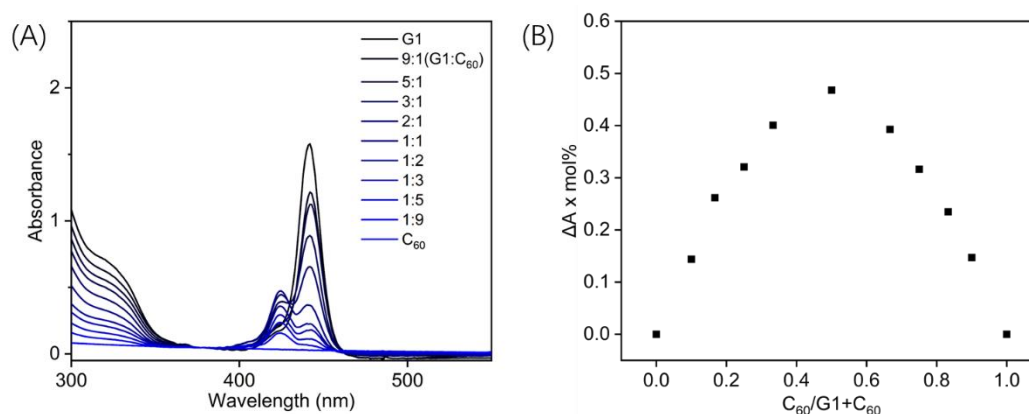 (A)
G1
9:1(G1:C₆₀)
5:1
3:1
2:1
1:1
1:2
1:3
1:5
1:9
C₆₀
2
1
0
Absorbance
300 400 500
Wavelength (nm)
(B)
0.6
0.5
0.4
0.3
0.2
0.1
0.0
ΔA x mol%
0.0 0.2 0.4 0.6 0.8 1.0
C₆₀/G1+C₆₀